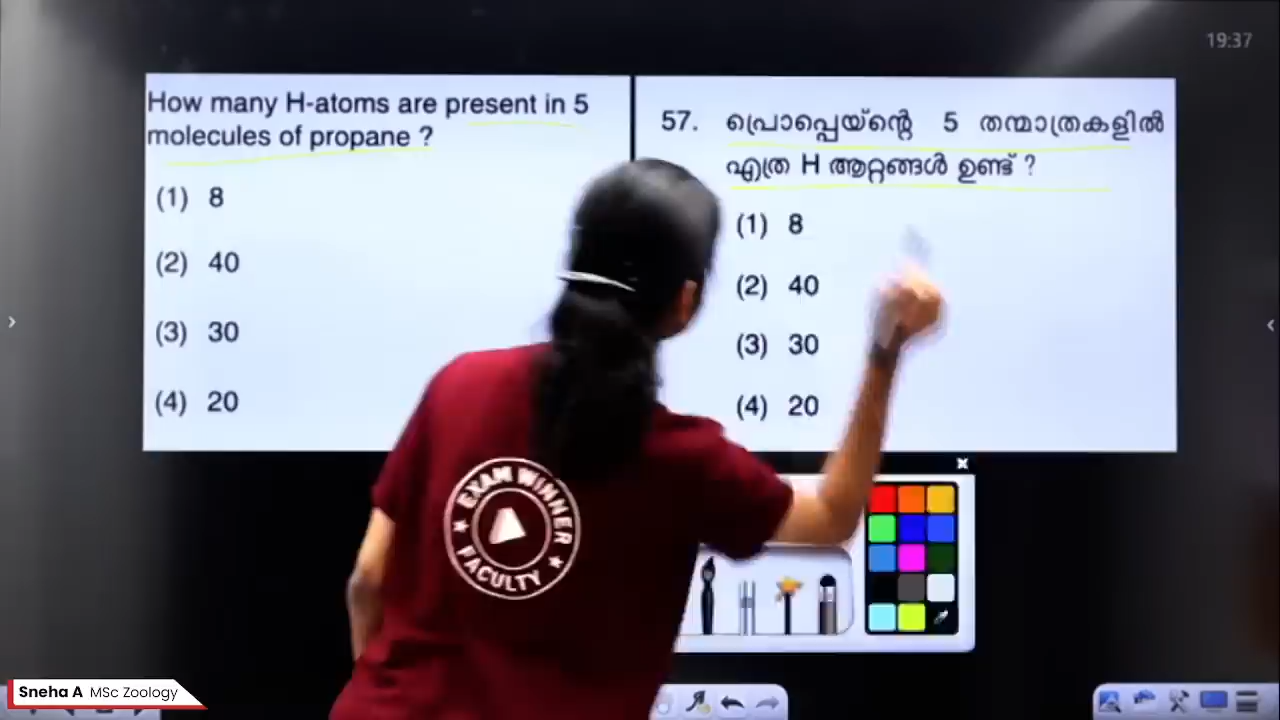 19:37
How many H-atoms are present in 5
molecules of propane ?
(1) 8
(2) 40
(3) 30
(4) 20
57. പ്രൊപ്പെയ്ന്റെ 5 തന്മാത്രകളിൽ
എത്ര H ആറ്റങ്ങൾ ഉണ്ട് ?
(1) 8
(2) 40
(3) 30
(4) 20
EXAM WINNER
FACULTY
Sneha A MSc Zoology